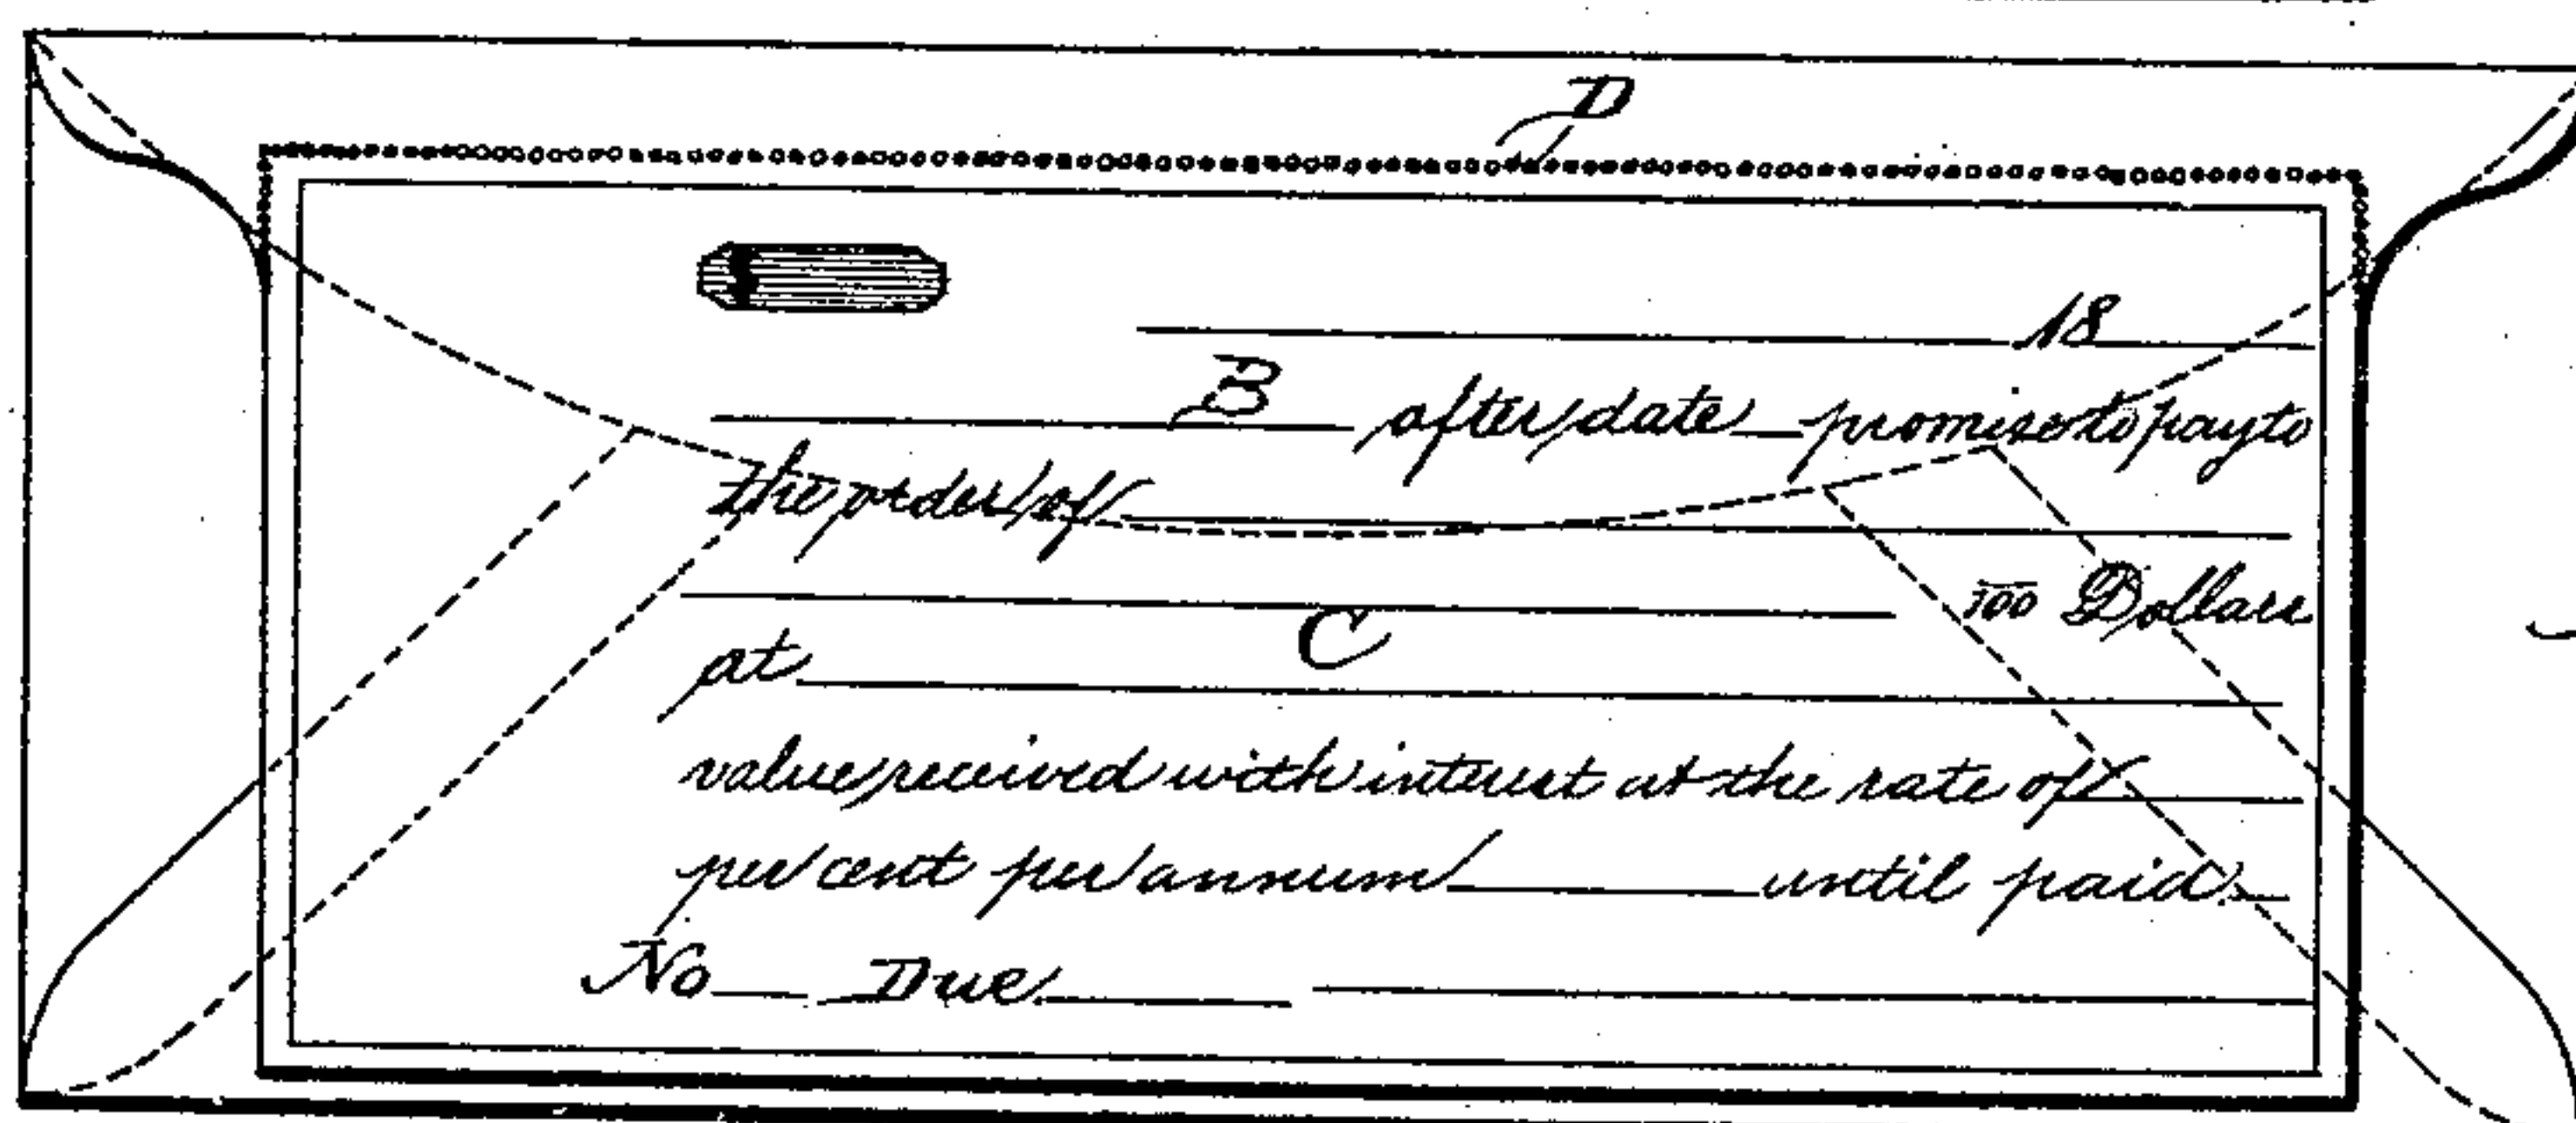 D
$
18
B after date promise to pay to
the order of
100 Dollars
C
at
value received with interest at the rate of
per cent per annum until paid
No Due